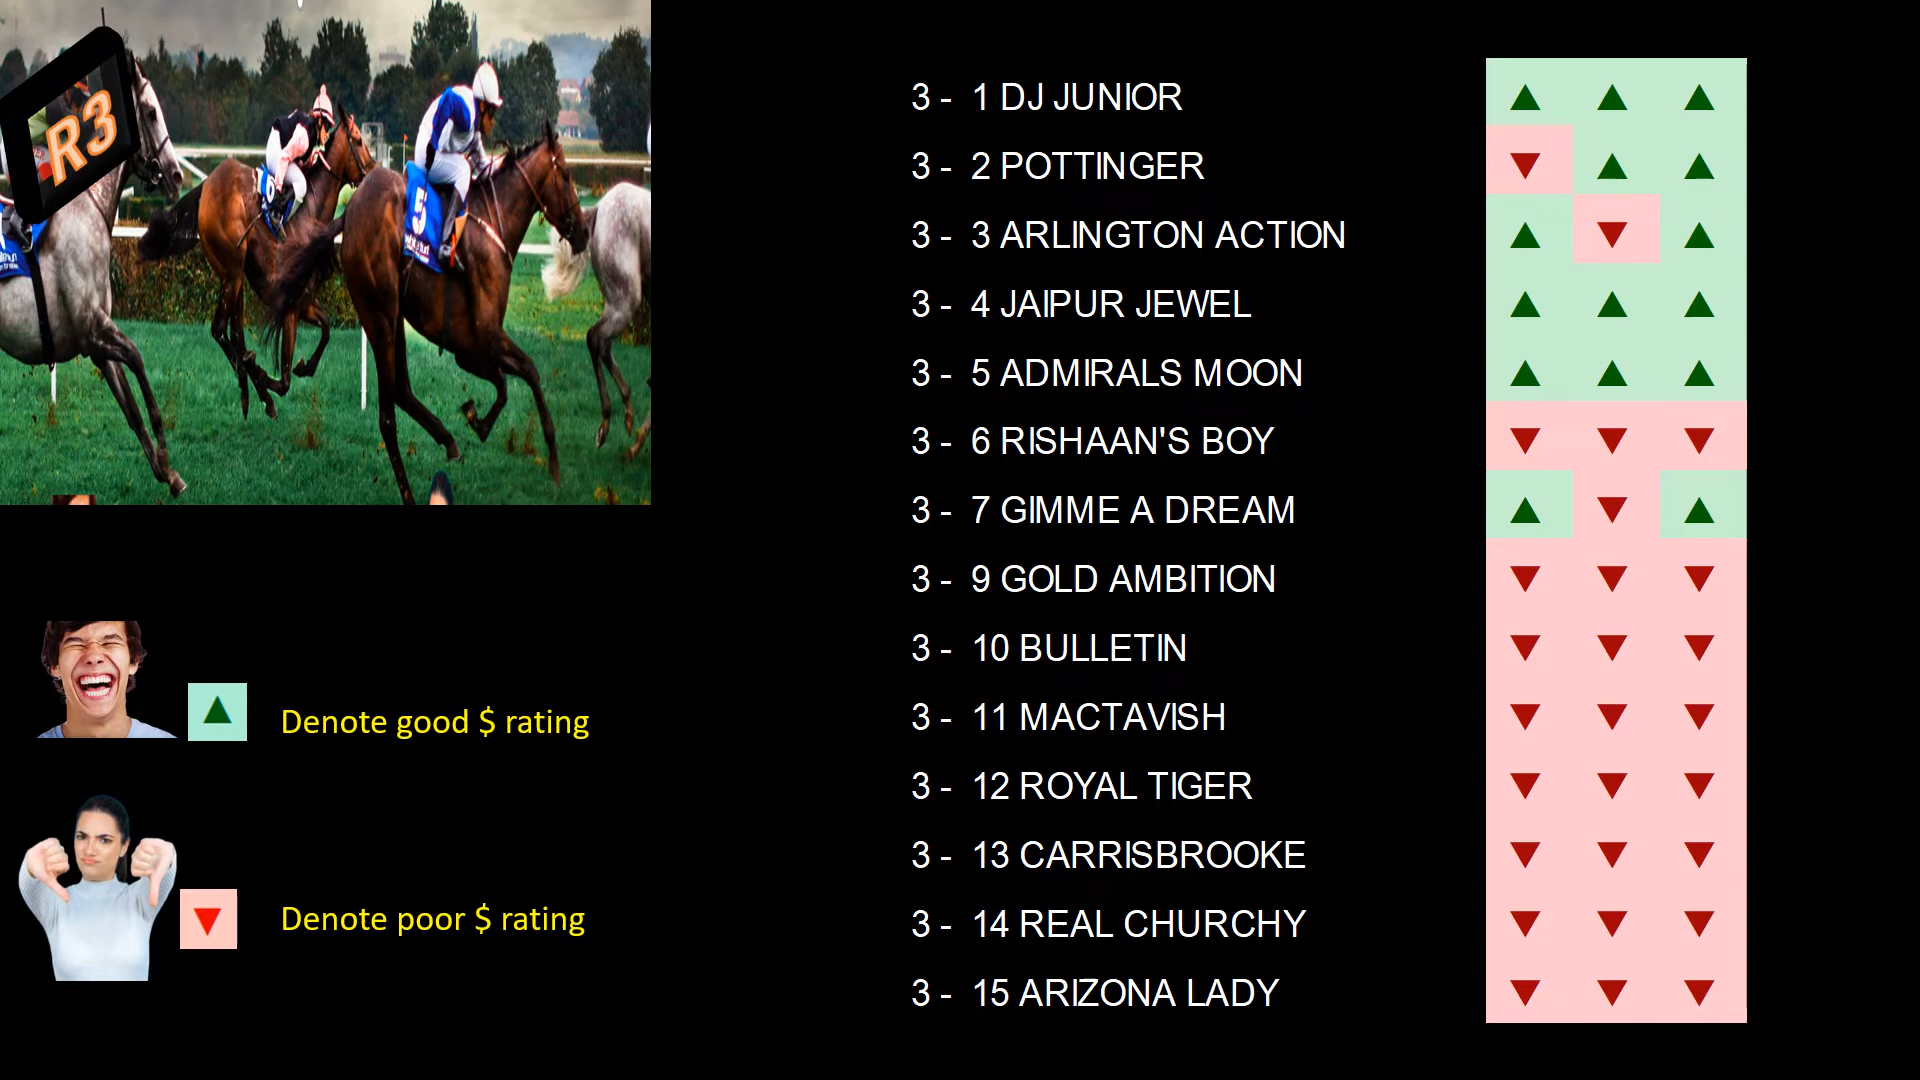 R3
5
3 - 1 DJ JUNIOR
3 - 2 POTTINGER
3 - 3 ARLINGTON ACTION
3 - 4 JAIPUR JEWEL
3 - 5 ADMIRALS MOON
3 - 6 RISHAAN'S BOY
3 - 7 GIMME A DREAM
3 - 9 GOLD AMBITION
3 - 10 BULLETIN
3 - 11 MACTAVISH
3 - 12 ROYAL TIGER
3 - 13 CARRISBROOKE
3 - 14 REAL CHURCHY
3 - 15 ARIZONA LADY
Denote good $ rating
Denote poor $ rating